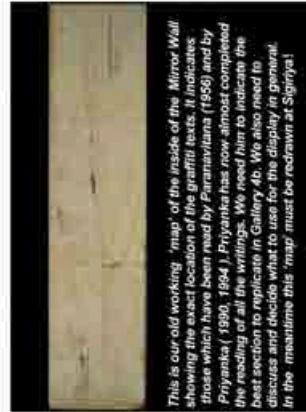 This is our old working 'map' of the inside of the Mirror Wall
showing the exact location of the graffiti texts. It indicates
those which have been read by Paranavitana (1956) and by
Priyanka ( 1990, 1994 ). Priyanka has now almost completed
the reading of all the writings. We need him to indicate the
best section to replicate in Gallery 4b. We also need to
discuss and decide what to use for the display in general.
In the meantime this 'map' must be redrawn at Sigiriya!